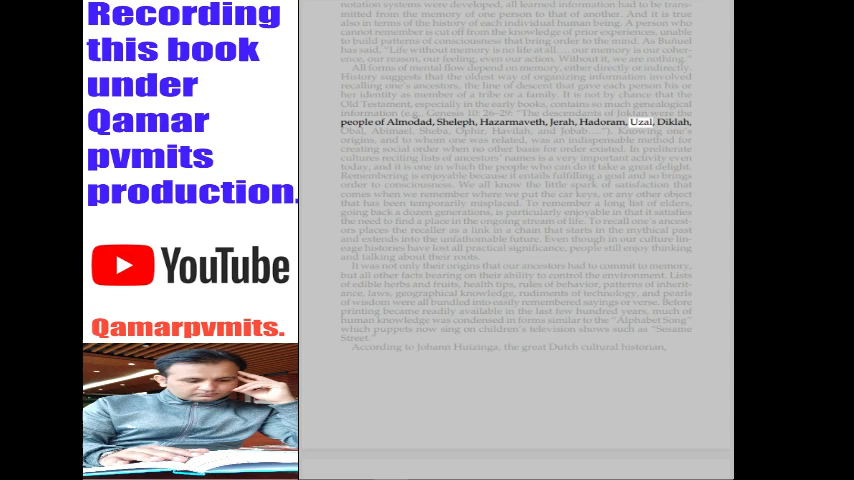 Recording
this book
under
Qamar
pvmits
production.
YouTube
Qamarpvmits.
notation systems were developed, all learned information had to be trans-
mitted from the memory of one person to that of another. And it is true
also in terms of the history of each individual human being. A person who
cannot remember is cut off from the knowledge of prior experiences, unable
to build patterns of consciousness that bring order to the mind. As Buñuel
has said, "Life without memory is no life at all .... our memory is our coher-
ence, our reason, our feeling, even our action. Without it, we are nothing."
All forms of mental flow depend on memory, either directly or indirectly.
History suggests that the oldest way of organizing information involved
recalling one's ancestors, the line of descent that gave each person his or
her identity as member of a tribe or a family. It is not by chance that the
Old Testament, especially in the early books, contains so much genealogical
information (e.g., Genesis 10: 26–29: "The descendants of Joktan were the
people of Almodad, Sheleph, Hazarmaveth, Jerah, Hadoram, Uzal, Diklah,
Obal, Abimael, Sheba, Ophir, Havilah, and Jobab...."). Knowing one's
origins, and to whom one was related, was an indispensable method for
creating social order when no other basis for order existed. In preliterate
cultures reciting lists of ancestors' names is a very important activity even
today, and it is one in which the people who can do it take a great delight.
Remembering is enjoyable because it entails fulfilling a goal and so brings
order to consciousness. We all know the little spark of satisfaction that
comes when we remember where we put the car keys, or any other object
that has been temporarily misplaced. To remember a long list of elders,
going back a dozen generations, is particularly enjoyable in that it satisfies
the need to find a place in the ongoing stream of life. To recall one's ancest-
ors places the recaller as a link in a chain that starts in the mythical past
and extends into the unfathomable future. Even though in our culture lin-
eage histories have lost all practical significance, people still enjoy thinking
and talking about their roots.
It was not only their origins that our ancestors had to commit to memory,
but all other facts bearing on their ability to control the environment. Lists
of edible herbs and fruits, health tips, rules of behavior, patterns of inherit-
ance, laws, geographical knowledge, rudiments of technology, and pearls
of wisdom were all bundled into easily remembered sayings or verse. Before
printing became readily available in the last few hundred years, much of
human knowledge was condensed in forms similar to the "Alphabet Song"
which puppets now sing on children's television shows such as "Sesame
Street."
According to Johann Huizinga, the great Dutch cultural historian,